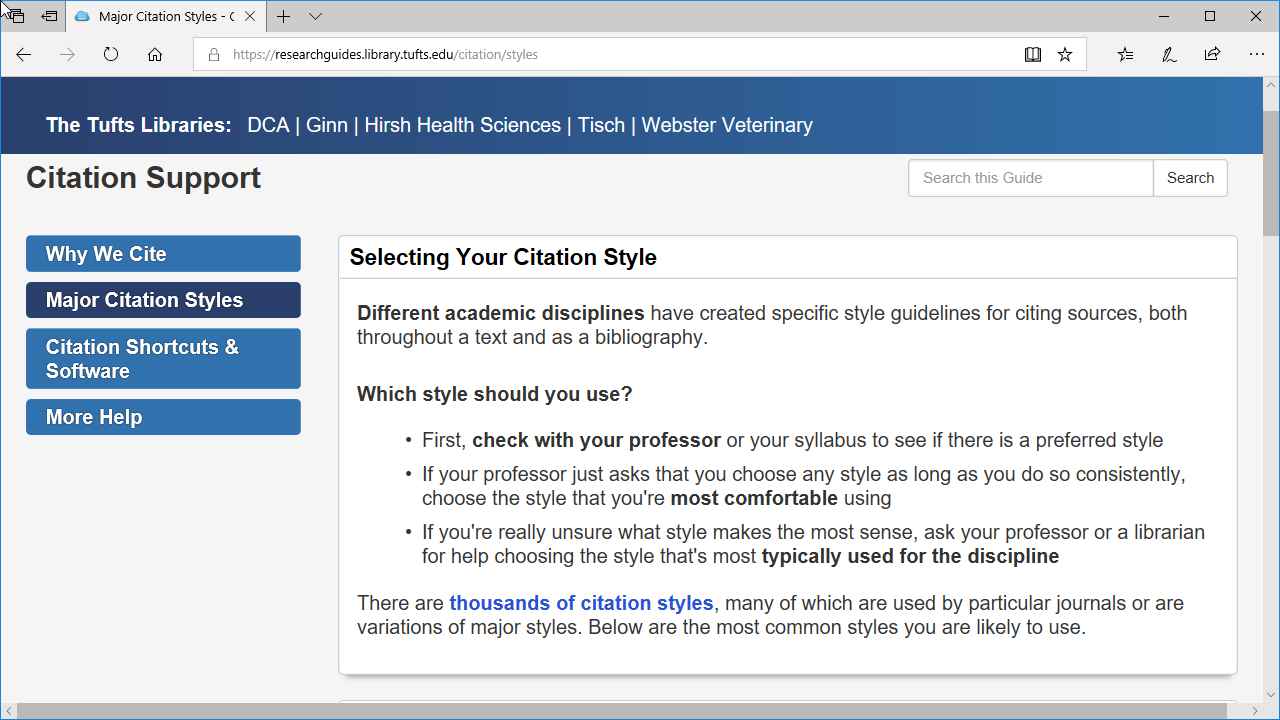 Major Citation Styles - C
https://researchguides.library.tufts.edu/citation/styles
The Tufts Libraries: DCA | Ginn | Hirsh Health Sciences | Tisch | Webster Veterinary
Citation Support
Search this Guide
Search
Why We Cite
Major Citation Styles
Citation Shortcuts &
Software
More Help
Selecting Your Citation Style
Different academic disciplines have created specific style guidelines for citing sources, both
throughout a text and as a bibliography.
Which style should you use?
• First, check with your professor or your syllabus to see if there is a preferred style
• If your professor just asks that you choose any style as long as you do so consistently,
choose the style that you're most comfortable using
• If you're really unsure what style makes the most sense, ask your professor or a librarian
for help choosing the style that's most typically used for the discipline
There are thousands of citation styles, many of which are used by particular journals or are
variations of major styles. Below are the most common styles you are likely to use.